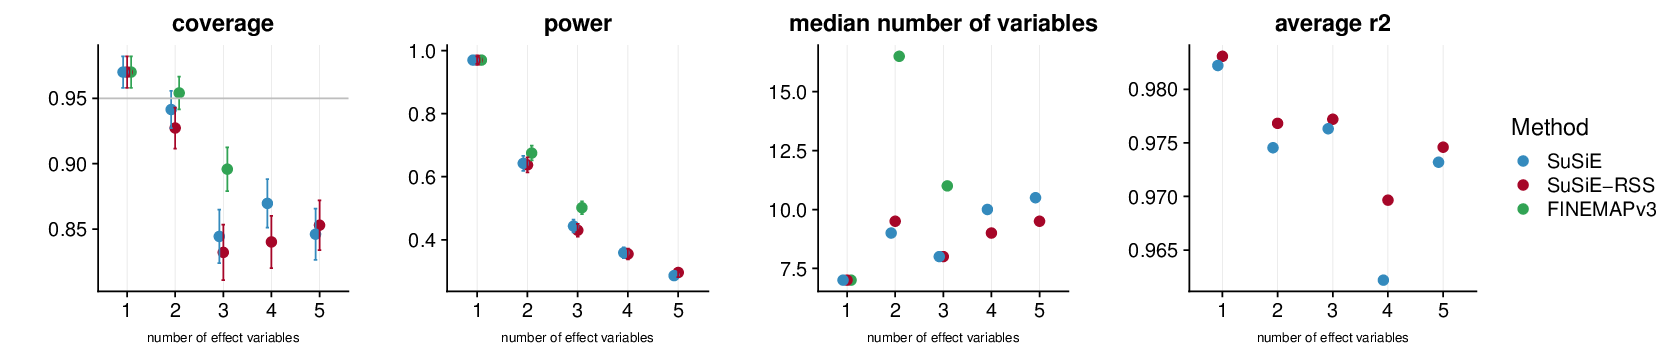 coverage
0.95
0.90
0.85
1 2 3 4 5
number of effect variables
power
1.0
0.8
0.6
0.4
1 2 3 4 5
number of effect variables
median number of variables
15.0
12.5
10.0
7.5
1 2 3 4 5
number of effect variables
average r2
0.980
0.975
0.970
0.965
1 2 3 4 5
number of effect variables
Method
SuSiE
SuSiE−RSS
FINEMAPv3